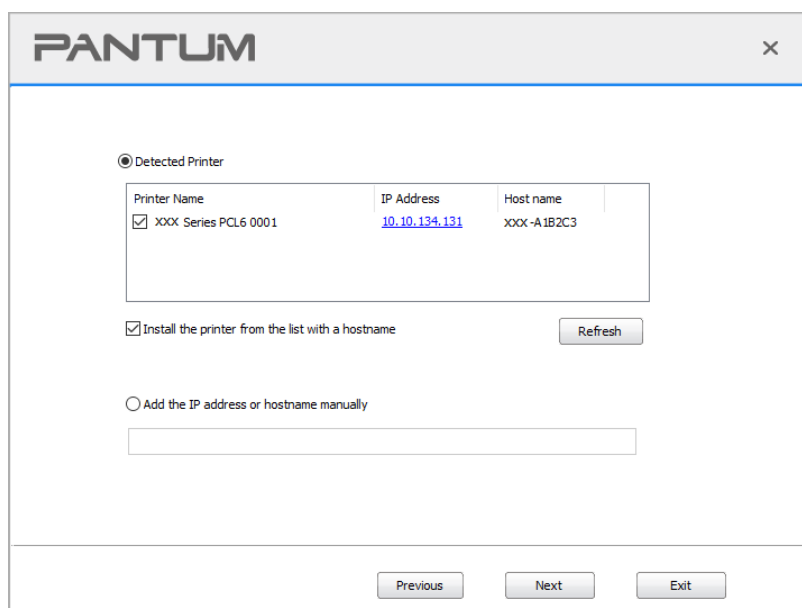 PANTUM
Detected Printer
Printer Name IP Address Host name
XXX Series PCL6 0001 10.10.134.131 XXX-A1B2C3
Install the printer from the list with a hostname Refresh
Add the IP address or hostname manually
Previous Next Exit